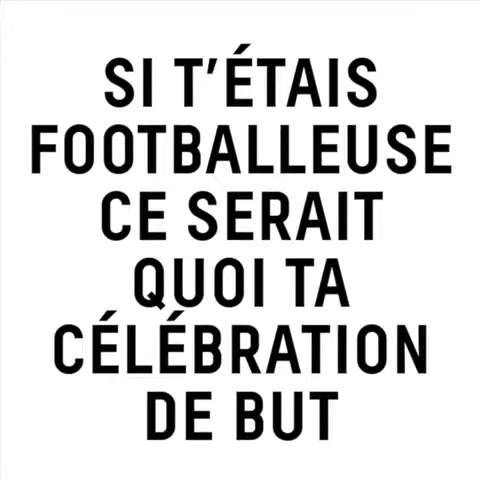 SI T'ÉTAIS
FOOTBALLEUSE
CE SERAIT
QUOI TA
CÉLÉBRATION
DE BUT